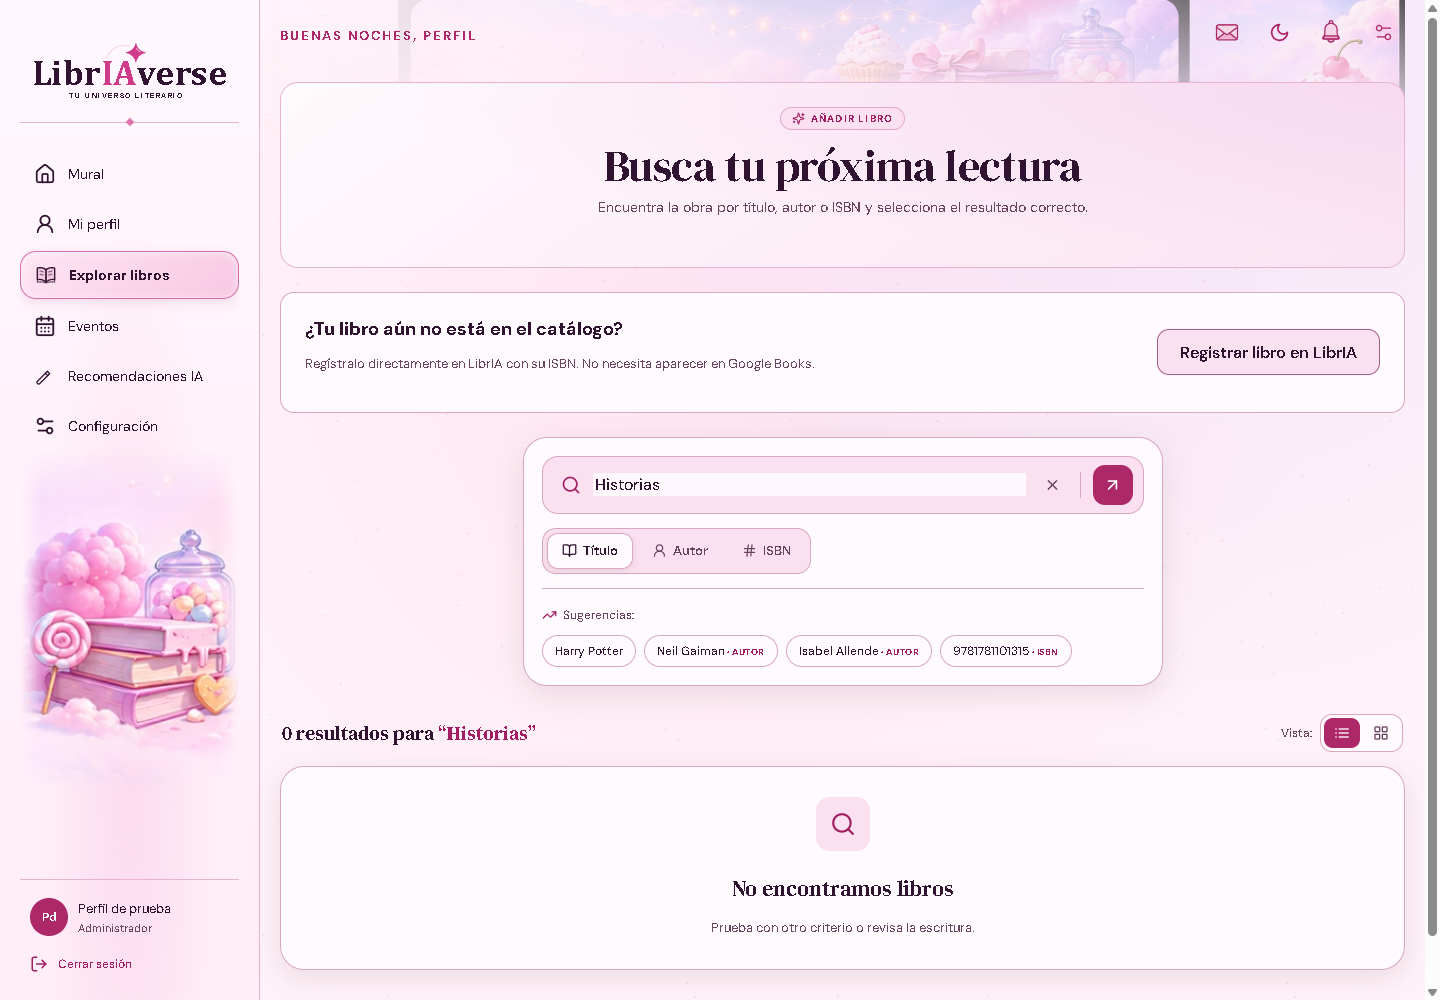 LibrIAverse
TU UNIVERSO LITERARIO
Mural
Mi perfil
Explorar libros
Eventos
Recomendaciones IA
Configuración
Pd
Perfil de prueba
Administrador
Cerrar sesión
BUENAS NOCHES, PERFIL
AÑADIR LIBRO
Busca tu próxima lectura
Encuentra la obra por título, autor o ISBN y selecciona el resultado correcto.
¿Tu libro aún no está en el catálogo?
Regístralo directamente en LibrIA con su ISBN. No necesita aparecer en Google Books.
Registrar libro en LibrIA
Historias
Título Autor ISBN
Sugerencias:
Harry Potter Neil Gaiman · AUTOR Isabel Allende · AUTOR 9781781101315 · ISBN
0 resultados para “Historias”
Vista:
No encontramos libros
Prueba con otro criterio o revisa la escritura.